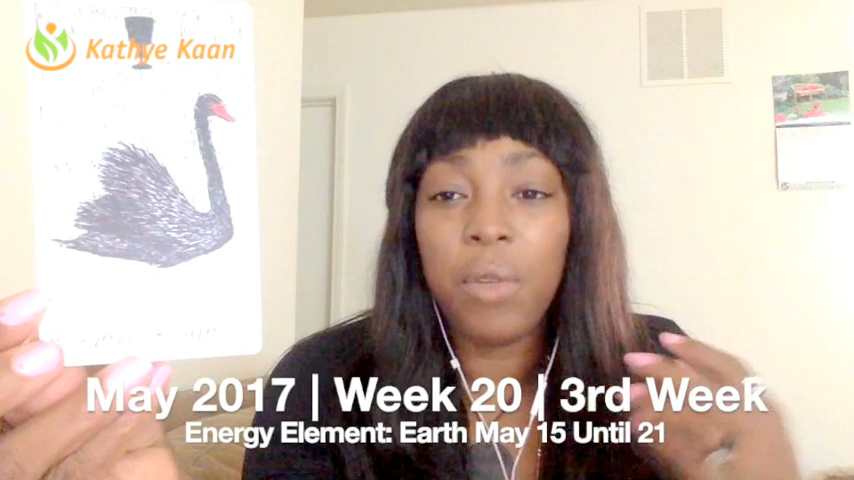 Kathye Kaan
May 2017 | Week 20 | 3rd Week
Energy Element: Earth May 15 Until 21